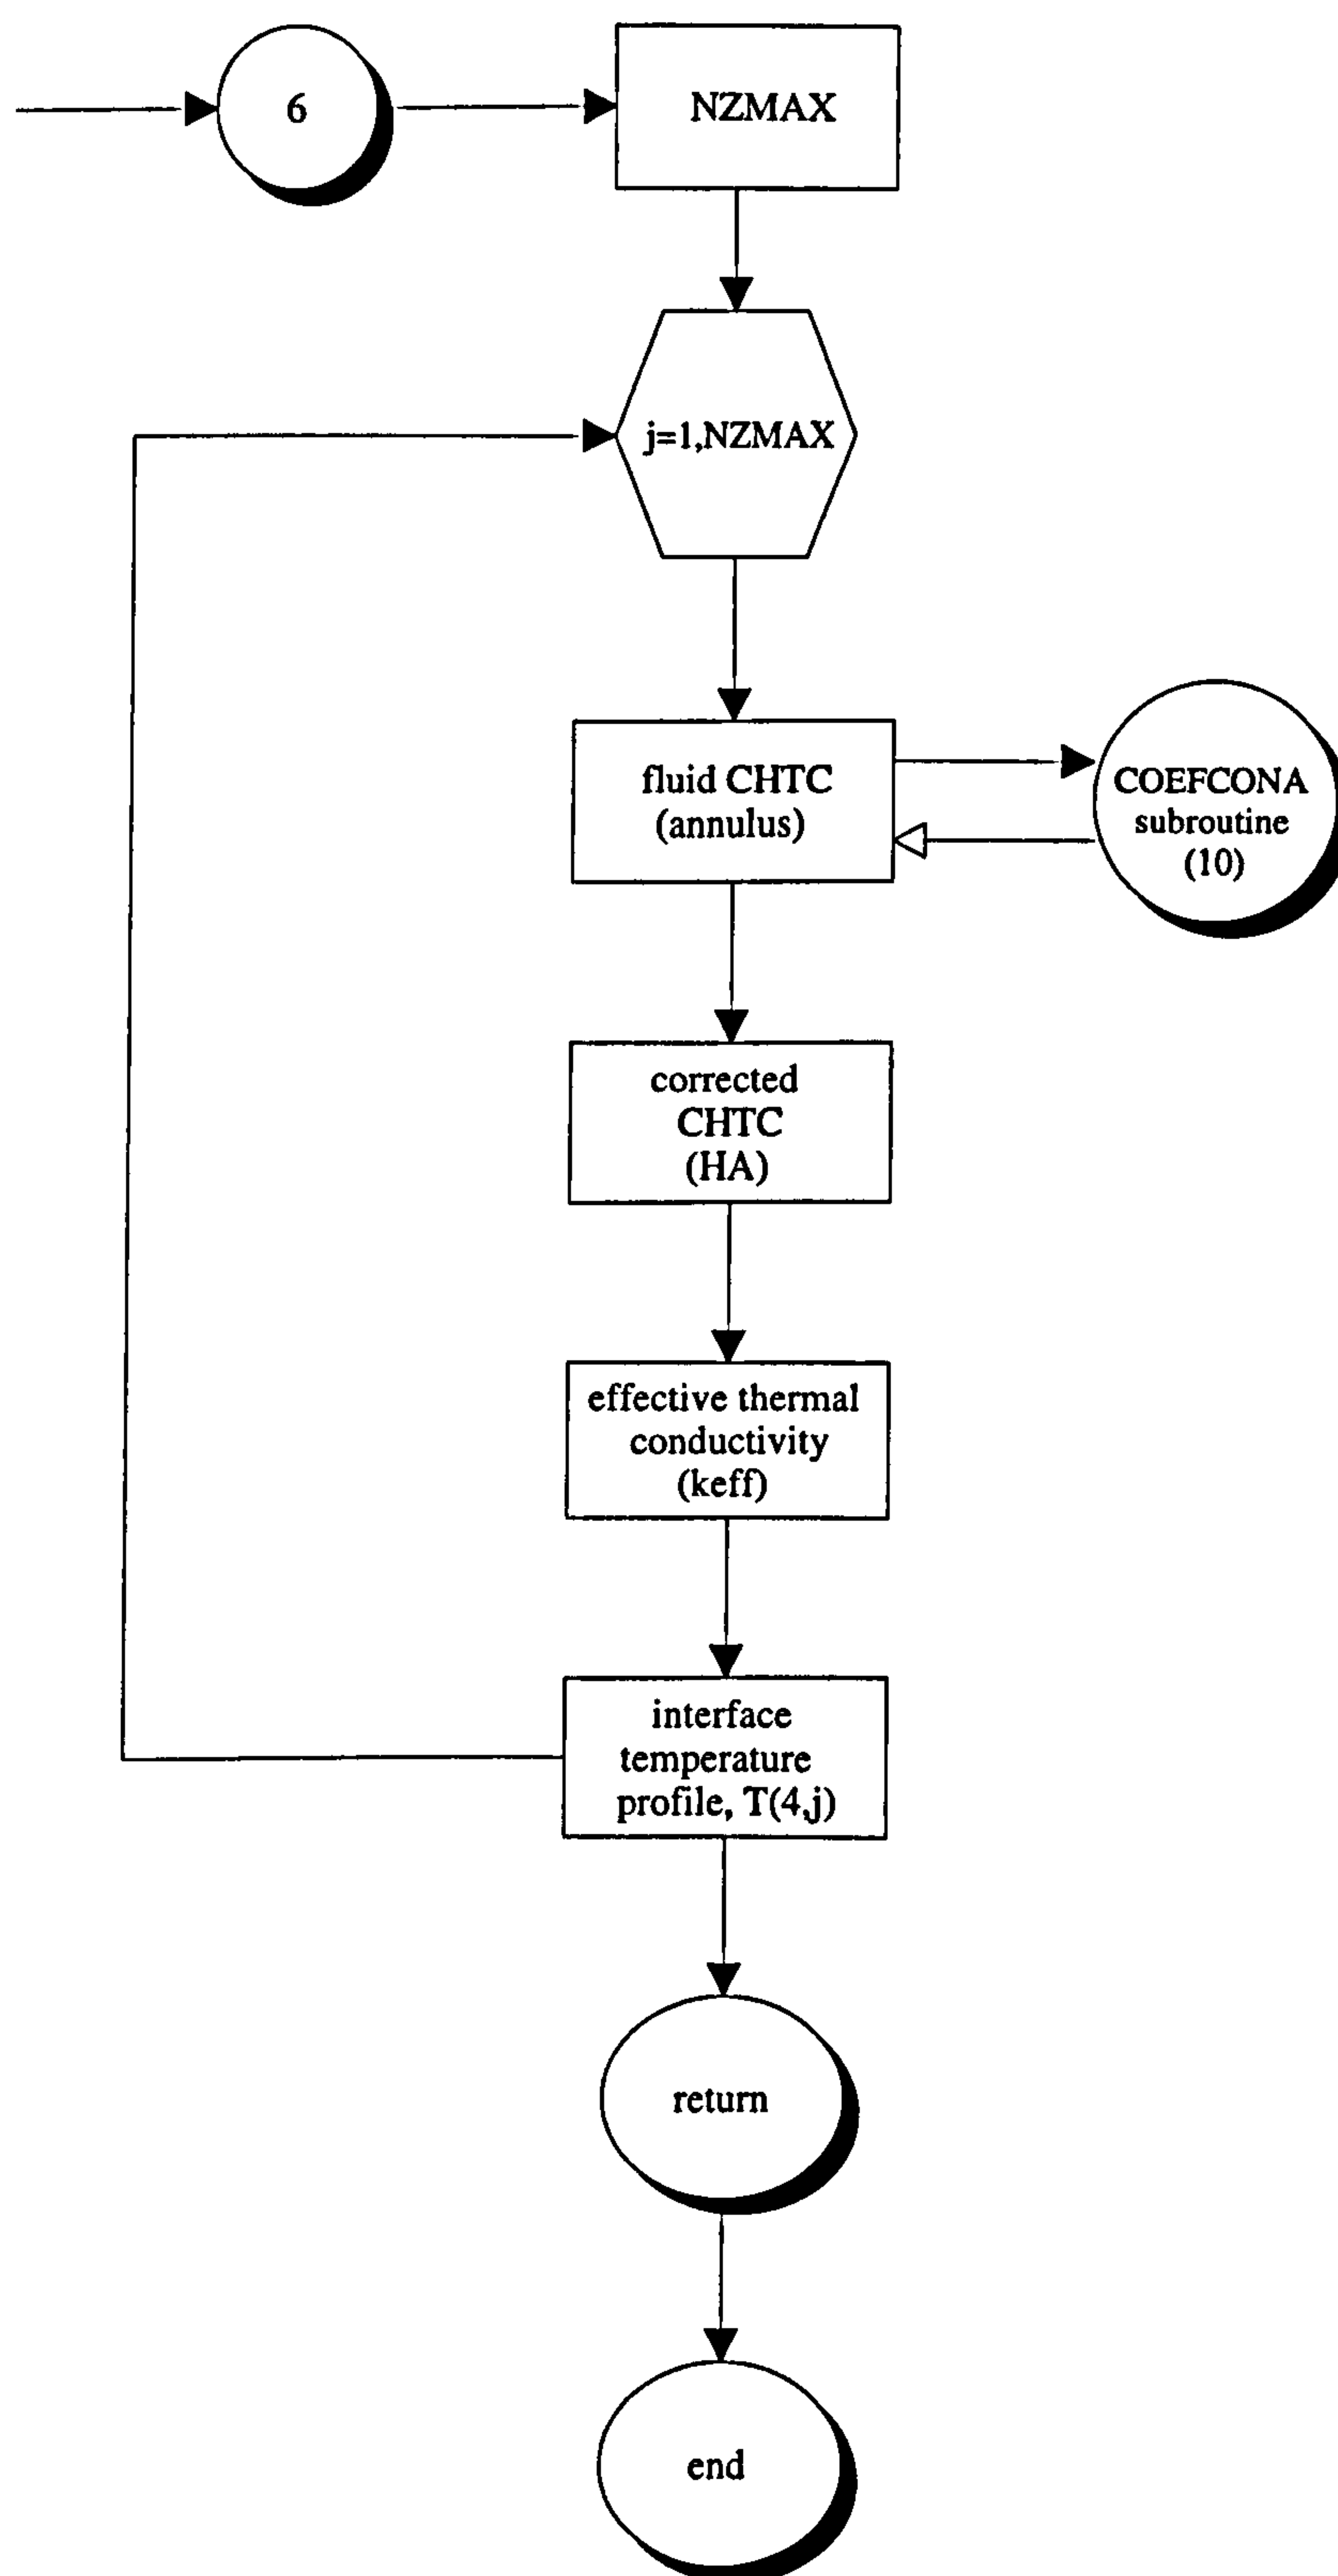 6
NZMAX
j=1,NZMAX
fluid CHTC
(annulus)
COEFCONA
subroutine
(10)
corrected
CHTC
(HA)
effective thermal
conductivity
(keff)
interface
temperature
profile, T(4,j)
return
end